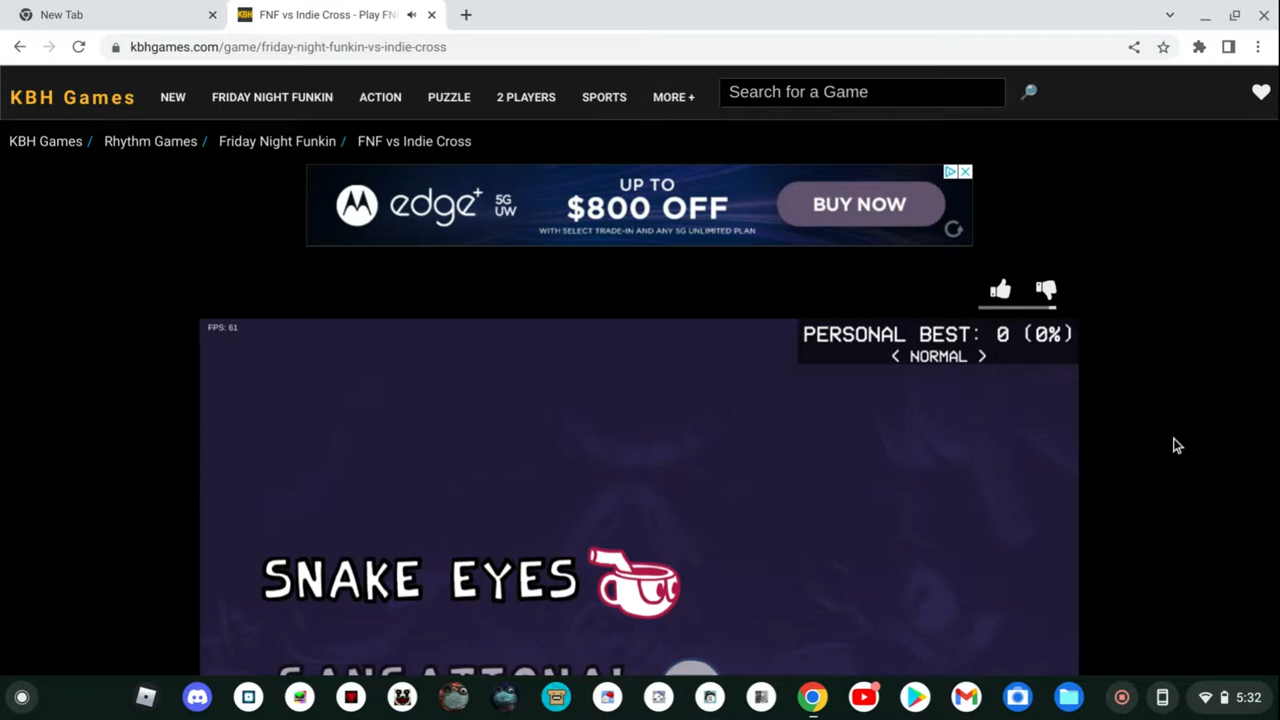 New Tab
FNF vs Indie Cross - Play FNF
kbhgames.com/game/friday-night-funkin-vs-indie-cross
KBH Games
NEW
FRIDAY NIGHT FUNKIN
ACTION
PUZZLE
2 PLAYERS
SPORTS
MORE +
Search for a Game
KBH Games / Rhythm Games / Friday Night Funkin / FNF vs Indie Cross
edge+ 5G UW
UP TO
$800 OFF
WITH SELECT TRADE-IN AND ANY 5G UNLIMITED PLAN
BUY NOW
FPS: 61
PERSONAL BEST: 0 (0%)
< NORMAL >
SNAKE EYES
SANSATIONAL
5:32